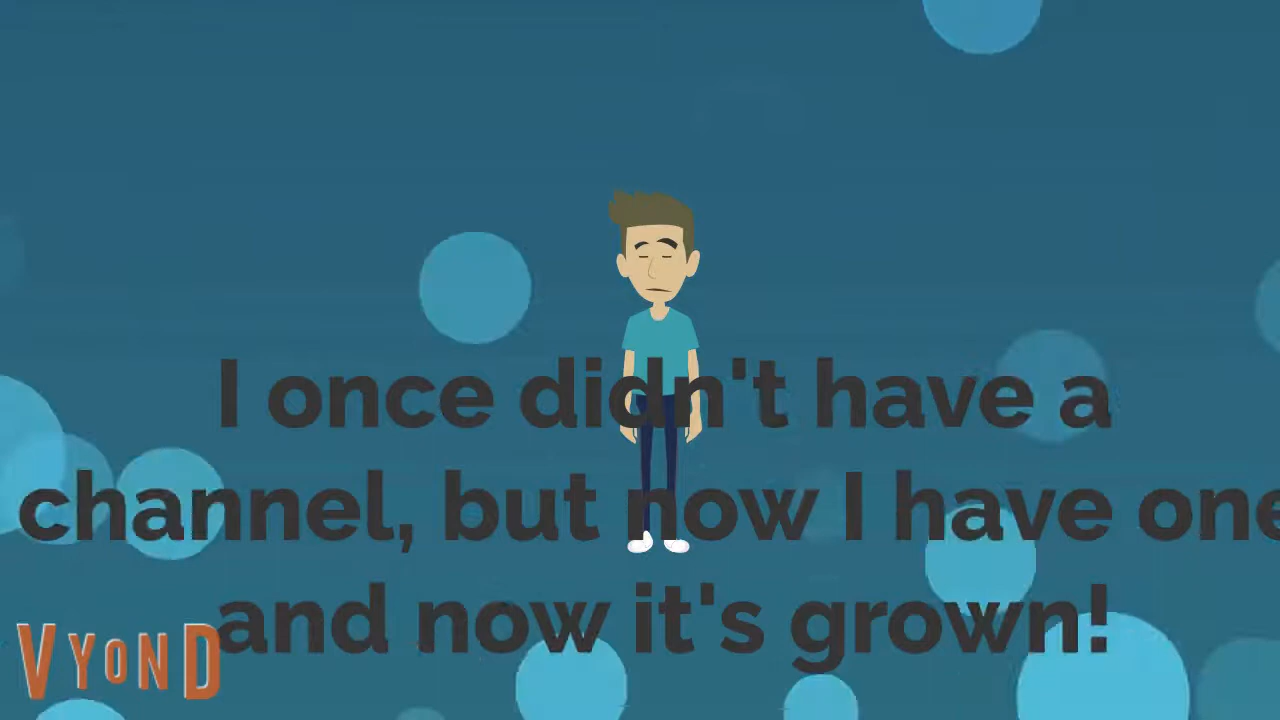 I once didn't have a
channel, but now I have one
and now it's grown!
VYOND